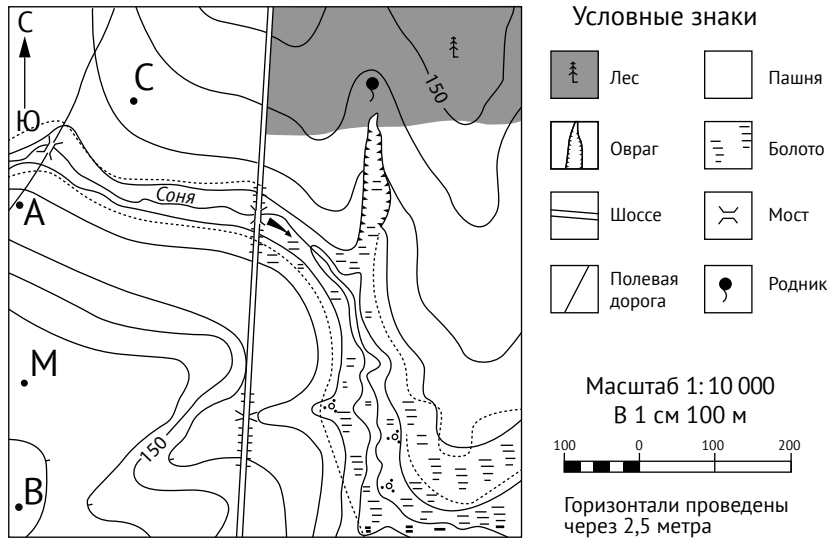 С
Ю
С
А
М
В
Соня
150
150
Условные знаки
Лес
Пашня
Овраг
Болото
Шоссе
Мост
Полевая
дорога
Родник
Масштаб 1: 10 000
В 1 см 100 м
100 0 100 200
Горизонтали проведены
через 2,5 метра